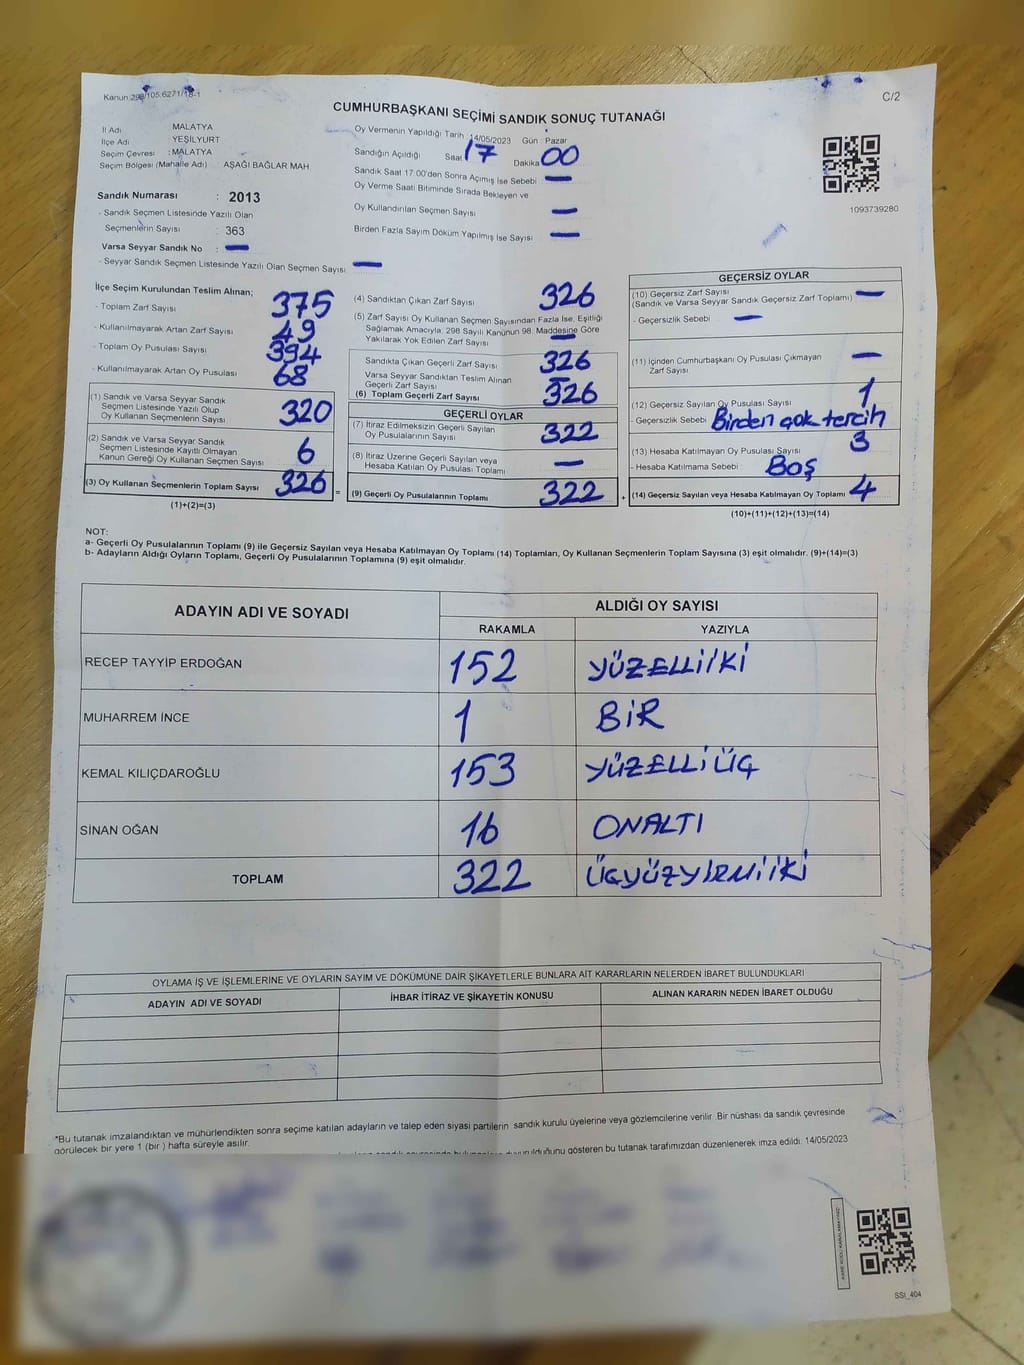 Kanun:298/105;6271/18-1
C/2
CUMHURBAŞKANI SEÇİMİ SANDIK SONUÇ TUTANAĞI
İl Adı MALATYA
İlçe Adı YEŞİLYURT
Seçim Çevresi : MALATYA
Seçim Bölgesi (Mahalle Adı) : AŞAĞI BAĞLAR MAH.
Oy Vermenin Yapıldığı Tarih 14/05/2023 Gün : Pazar
Sandığın Açıldığı Saat 17 Dakika 00
Sandık Saat 17:00'den Sonra Açımış İse Sebebi —
Oy Verme Saati Bitiminde Sırada Bekleyen ve
Oy Kullandırılan Seçmen Sayısı —
Birden Fazla Sayım Döküm Yapılmış İse Sayısı —
1093739280
Sandık Numarası : 2013
- Sandık Seçmen Listesinde Yazılı Olan
Seçmenlerin Sayısı : 363
Varsa Seyyar Sandık No : —
- Seyyar Sandık Seçmen Listesinde Yazılı Olan Seçmen Sayısı —
İlçe Seçim Kurulundan Teslim Alınan;
- Toplam Zarf Sayısı 375
- Kullanılmayarak Artan Zarf Sayısı 49
- Toplam Oy Pusulası Sayısı 394
- Kullanılmayarak Artan Oy Pusulası 68
(1) Sandık ve Varsa Seyyar Sandık
Seçmen Listesinde Yazılı Olup
Oy Kullanan Seçmenlerin Sayısı 320
(2) Sandık ve Varsa Seyyar Sandık
Seçmen Listesinde Kayıtlı Olmayan
Kanun Gereği Oy Kullanan Seçmen Sayısı 6
(3) Oy Kullanan Seçmenlerin Toplam Sayısı 326
(1)+(2)=(3)
=
(4) Sandıktan Çıkan Zarf Sayısı 326
(5) Zarf Sayısı Oy Kullanan Seçmen Sayısından Fazla İse, Eşitliği
Sağlamak Amacıyla, 298 Sayılı Kanunun 98. Maddesine Göre
Yakılarak Yok Edilen Zarf Sayısı —
Sandıkta Çıkan Geçerli Zarf Sayısı 326
Varsa Seyyar Sandıktan Teslim Alınan
Geçerli Zarf Sayısı —
(6) Toplam Geçerli Zarf Sayısı 326
GEÇERLİ OYLAR
(7) İtiraz Edilmeksizin Geçerli Sayılan
Oy Pusulalarının Sayısı 322
(8) İtiraz Üzerine Geçerli Sayılan veya
Hesaba Katılan Oy Pusulası Toplamı —
(9) Geçerli Oy Pusulalarının Toplamı 322
+
GEÇERSİZ OYLAR
(10) Geçersiz Zarf Sayısı
(Sandık ve Varsa Seyyar Sandık Geçersiz Zarf Toplamı) —
- Geçersizlik Sebebi —
(11) İçinden Cumhurbaşkanı Oy Pusulası Çıkmayan
Zarf Sayısı —
(12) Geçersiz Sayılan Oy Pusulası Sayısı 1
- Geçersizlik Sebebi Birden çok tercih
(13) Hesaba Katılmayan Oy Pusulası Sayısı 3
- Hesaba Katılmama Sebebi Boş
(14) Geçersiz Sayılan veya Hesaba Katılmayan Oy Toplamı 4
(10)+(11)+(12)+(13)=(14)
NOT:
a- Geçerli Oy Pusulalarının Toplamı (9) ile Geçersiz Sayılan veya Hesaba Katılmayan Oy Toplamı (14) Toplamları, Oy Kullanan Seçmenlerin Toplam Sayısına (3) eşit olmalıdır. (9)+(14)=(3)
b- Adayların Aldığı Oyların Toplamı, Geçerli Oy Pusulalarının Toplamına (9) eşit olmalıdır.
ADAYIN ADI VE SOYADI
ALDIĞI OY SAYISI
RAKAMLA YAZIYLA
RECEP TAYYİP ERDOĞAN 152 YÜZELLİİKİ
MUHARREM İNCE 1 BİR
KEMAL KILIÇDAROĞLU 153 YÜZELLİÜÇ
SİNAN OĞAN 16 ONALTI
TOPLAM 322 ÜÇYÜZYİRMİİKİ
OYLAMA İŞ VE İŞLEMLERİNE VE OYLARIN SAYIM VE DÖKÜMÜNE DAİR ŞİKAYETLERLE BUNLARA AİT KARARLARIN NELERDEN İBARET BULUNDUKLARI
ADAYIN ADI VE SOYADI İHBAR İTİRAZ VE ŞİKAYETİN KONUSU ALINAN KARARIN NEDEN İBARET OLDUĞU
*Bu tutanak imzalandıktan ve mühürlendikten sonra seçime katılan adayların ve talep eden siyasi partilerin sandık kurulu üyelerine veya gözlemcilerine verilir. Bir nüshası da sandık çevresinde
görülecek bir yere 1 (bir ) hafta süreyle asılır.
gösteren bu tutanak tarafımızdan düzenlenerek imza edildi. 14/05/2023
SSİ_404